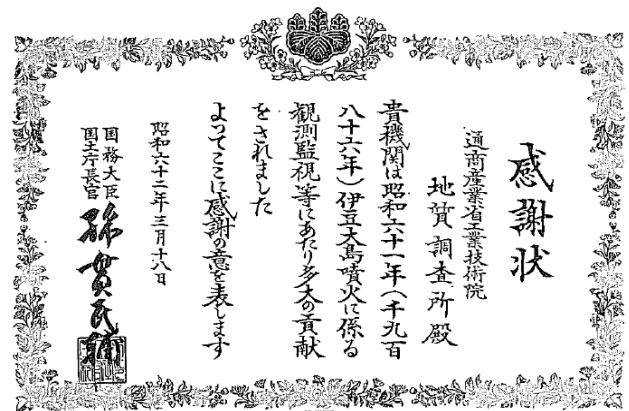 感謝状
通商産業省工業技術院
地質調査所殿
貴機関は昭和六十一年(千九百
八十六年)伊豆大島噴火に係る
観測監視等にあたり多大の貢献
をされました
よってここに感謝の意を表します
昭和六十二年三月十八日
国務大臣
国土庁長官
綿貫民輔